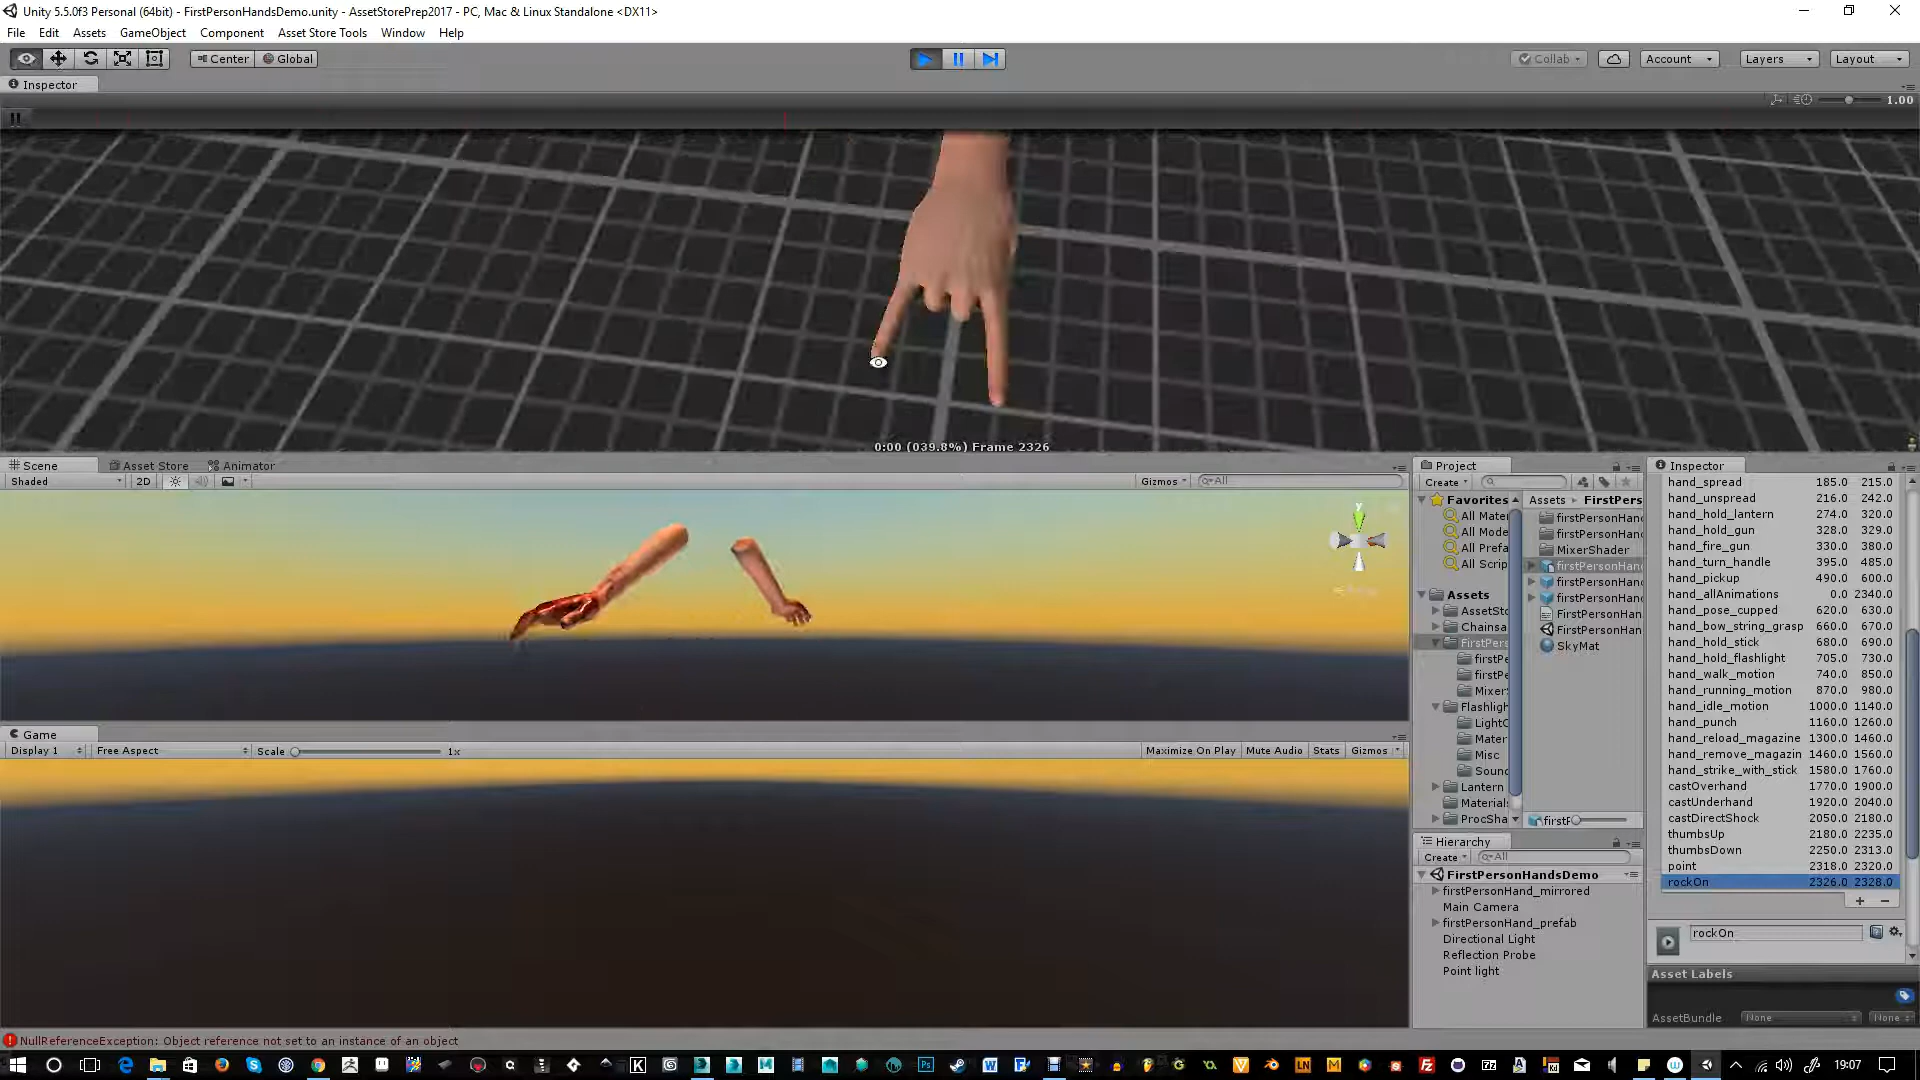 Unity 5.5.0f3 Personal (64bit) - FirstPersonHandsDemo.unity - AssetStorePrep2017 - PC, Mac & Linux Standalone <DX11>
File Edit Assets GameObject Component Asset Store Tools Window Help
Center Global Collab Account Layers Layout
Inspector
1.00
0:00 (039.8%) Frame 2326
Scene Asset Store Animator
Shaded 2D Gizmos All
Game
Display 1 Free Aspect Scale 1x Maximize On Play Mute Audio Stats Gizmos
Project
Create
Favorites
All Mater
All Mode
All Prefa
All Scrip
Assets
AssetSto
Chainsa
FirstPers
firstPe
firstPe
Mixer
Flashligh
LightC
Mater
Misc
Sound
Lantern
Materials
ProcSha
Assets FirstPers
firstPersonHand
firstPersonHand
MixerShader
firstPersonHand
firstPersonHand
firstPersonHand
FirstPersonHan
FirstPersonHan
SkyMat
firstP
Hierarchy
Create All
FirstPersonHandsDemo
firstPersonHand_mirrored
Main Camera
firstPersonHand_prefab
Directional Light
Reflection Probe
Point light
Inspector
hand_spread 185.0 215.0
hand_unspread 216.0 242.0
hand_hold_lantern 274.0 320.0
hand_hold_gun 328.0 329.0
hand_fire_gun 330.0 380.0
hand_turn_handle 395.0 485.0
hand_pickup 490.0 600.0
hand_allAnimations 0.0 2340.0
hand_pose_cupped 620.0 630.0
hand_bow_string_grasp 660.0 670.0
hand_hold_stick 680.0 690.0
hand_hold_flashlight 705.0 730.0
hand_walk_motion 740.0 850.0
hand_running_motion 870.0 980.0
hand_idle_motion 1000.0 1140.0
hand_punch 1160.0 1260.0
hand_reload_magazine 1300.0 1460.0
hand_remove_magazin 1460.0 1560.0
hand_strike_with_stick 1580.0 1760.0
castOverhand 1770.0 1900.0
castUnderhand 1920.0 2040.0
castDirectShock 2050.0 2180.0
thumbsUp 2180.0 2235.0
thumbsDown 2250.0 2313.0
point 2318.0 2320.0
rockOn 2326.0 2328.0
+ -
rockOn
Asset Labels
AssetBundle None None
NullReferenceException: Object reference not set to an instance of an object
19:07